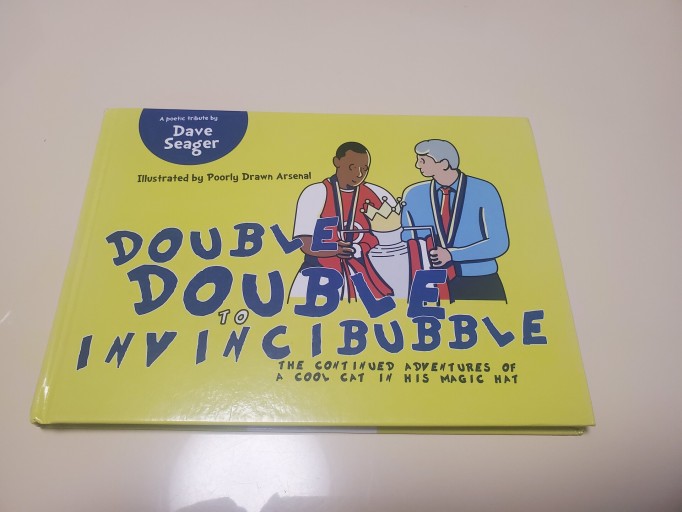 A poetic tribute by
Dave
Seager
Illustrated by Poorly Drawn Arsenal
DOUBLE
DOUBLE
TO
INVINCIBUBBLE
THE CONTINUED ADVENTURES OF
A COOL CAT IN HIS MAGIC HAT